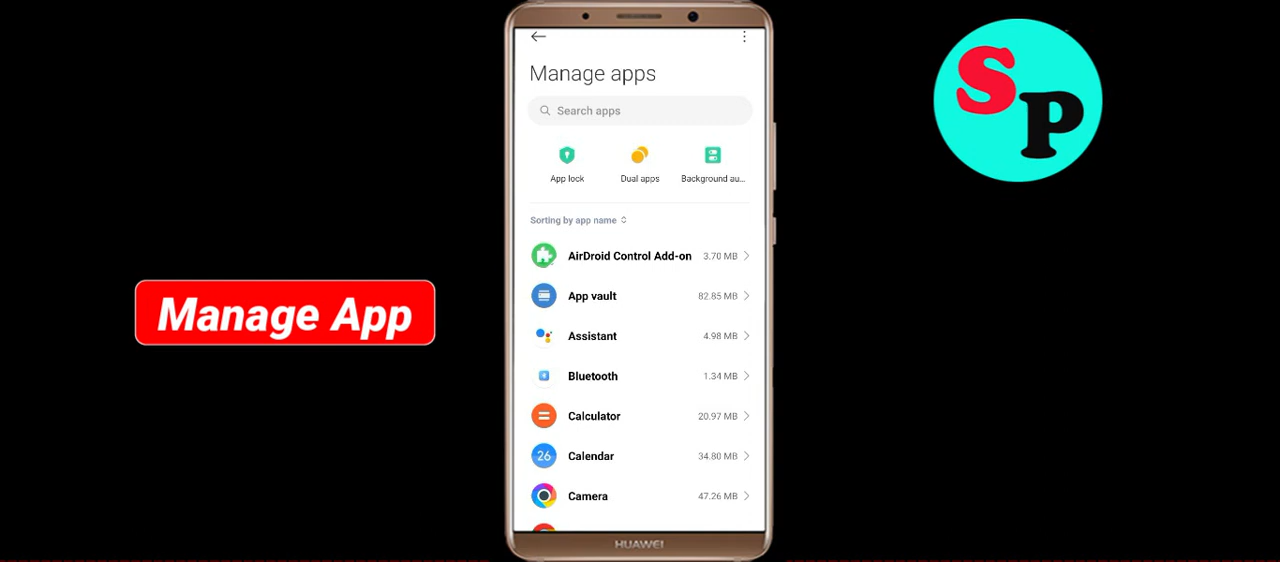 Manage apps
Search apps
App lock
Dual apps
Background au...
Sorting by app name
AirDroid Control Add-on 3.70 MB
App vault 82.85 MB
Assistant 4.98 MB
Bluetooth 1.34 MB
Calculator 20.97 MB
26 Calendar 34.80 MB
Camera 47.26 MB
HUAWEI
Manage App
SP